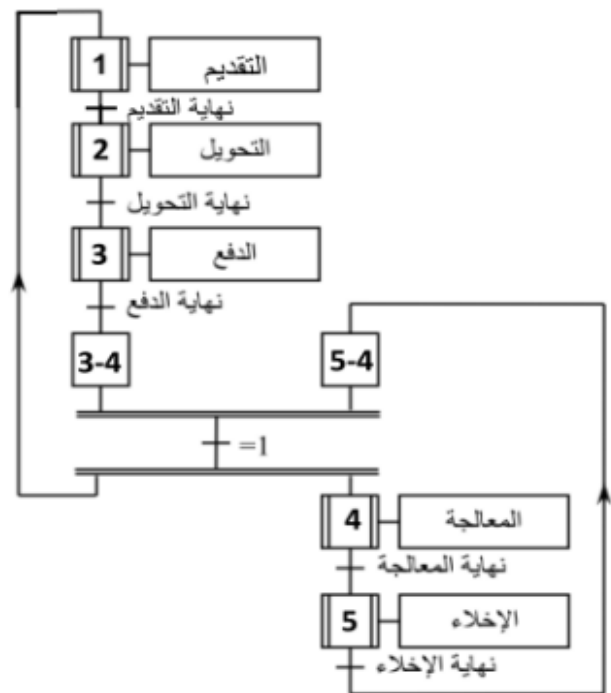 1 التقديم
نهاية التقديم
2 التحويل
نهاية التحويل
3 الدفع
نهاية الدفع
3-4 5-4
=1
4 المعالجة
نهاية المعالجة
5 الإخلاء
نهاية الإخلاء